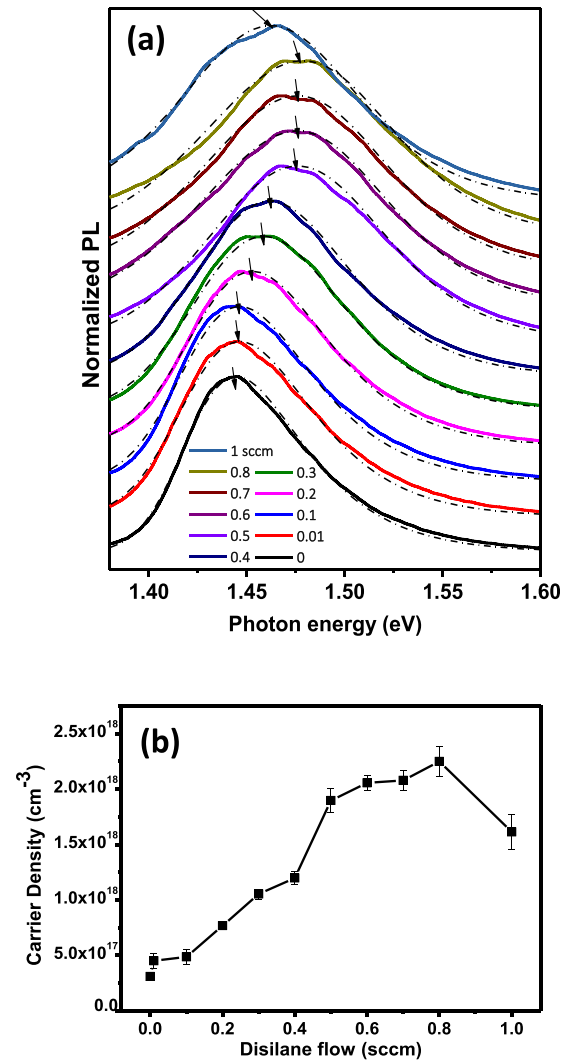 (a)
Normalized PL
1 sccm
0.8
0.7
0.6
0.5
0.4
0.3
0.2
0.1
0.01
0
1.40
1.45
1.50
1.55
1.60
Photon energy (eV)
(b)
Carrier Density (cm⁻³)
2.5x10¹⁸
2.0x10¹⁸
1.5x10¹⁸
1.0x10¹⁸
5.0x10¹⁷
0.0
0.0
0.2
0.4
0.6
0.8
1.0
Disilane flow (sccm)